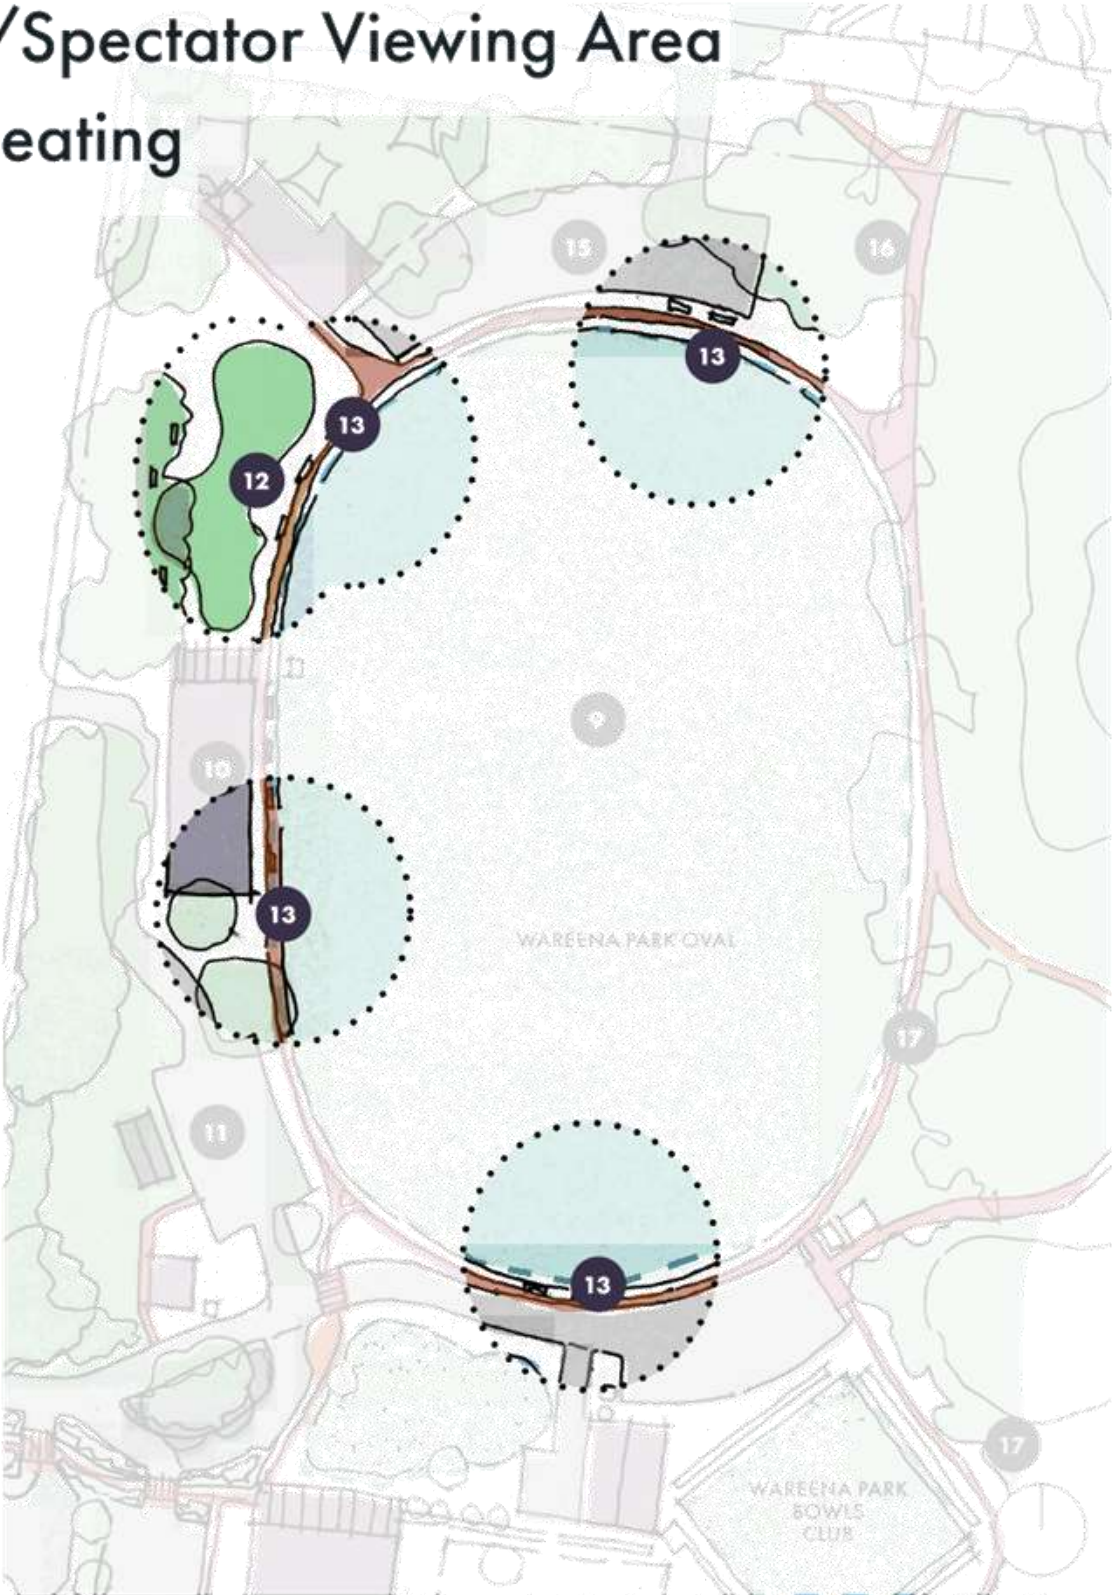 /Spectator Viewing Area
eating
15
16
13
13
12
9
10
13
WAREENA PARK OVAL
17
11
13
17
WAREENA PARK
BOWLS
CLUB